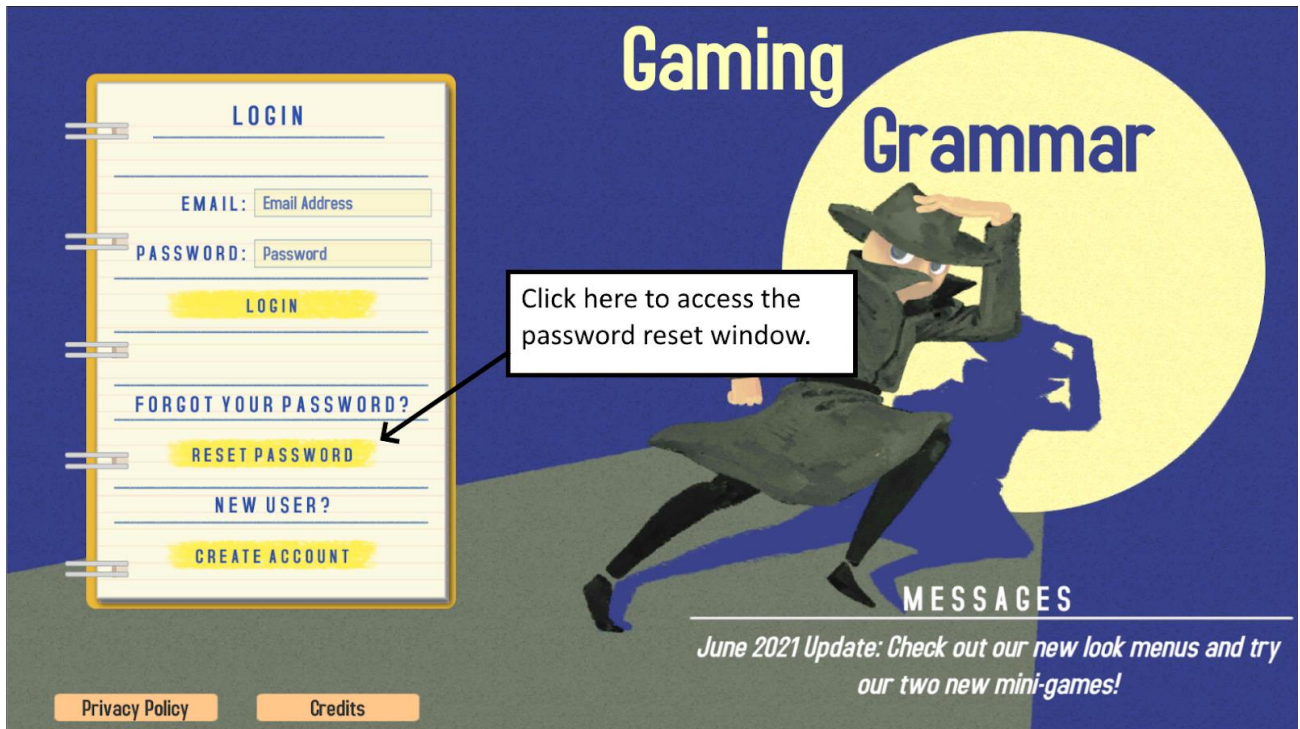 Gaming
Grammar
LOGIN
EMAIL: Email Address
PASSWORD: Password
LOGIN
Click here to access the
password reset window.
FORGOT YOUR PASSWORD?
RESET PASSWORD
NEW USER?
CREATE ACCOUNT
MESSAGES
June 2021 Update: Check out our new look menus and try
our two new mini-games!
Privacy Policy
Credits